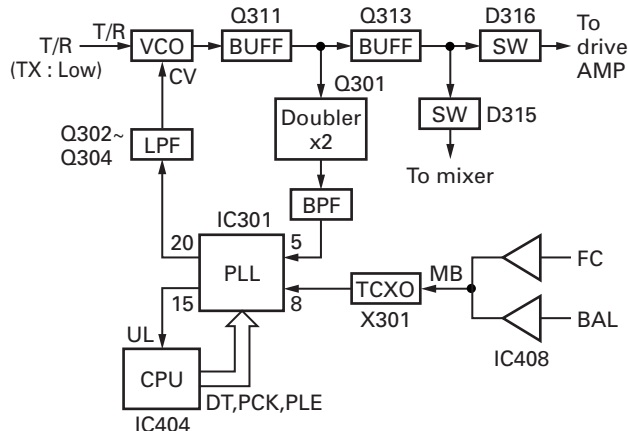 Q311
Q313
D316
T/R
T/R
VCO
BUFF
BUFF
SW
To
drive
AMP
(TX : Low)
CV
Q301
Q302~
Q304
LPF
Doubler
x2
SW
D315
To mixer
BPF
IC301
20
5
PLL
15
8
TCXO
X301
MB
FC
BAL
IC408
UL
CPU
DT,PCK,PLE
IC404